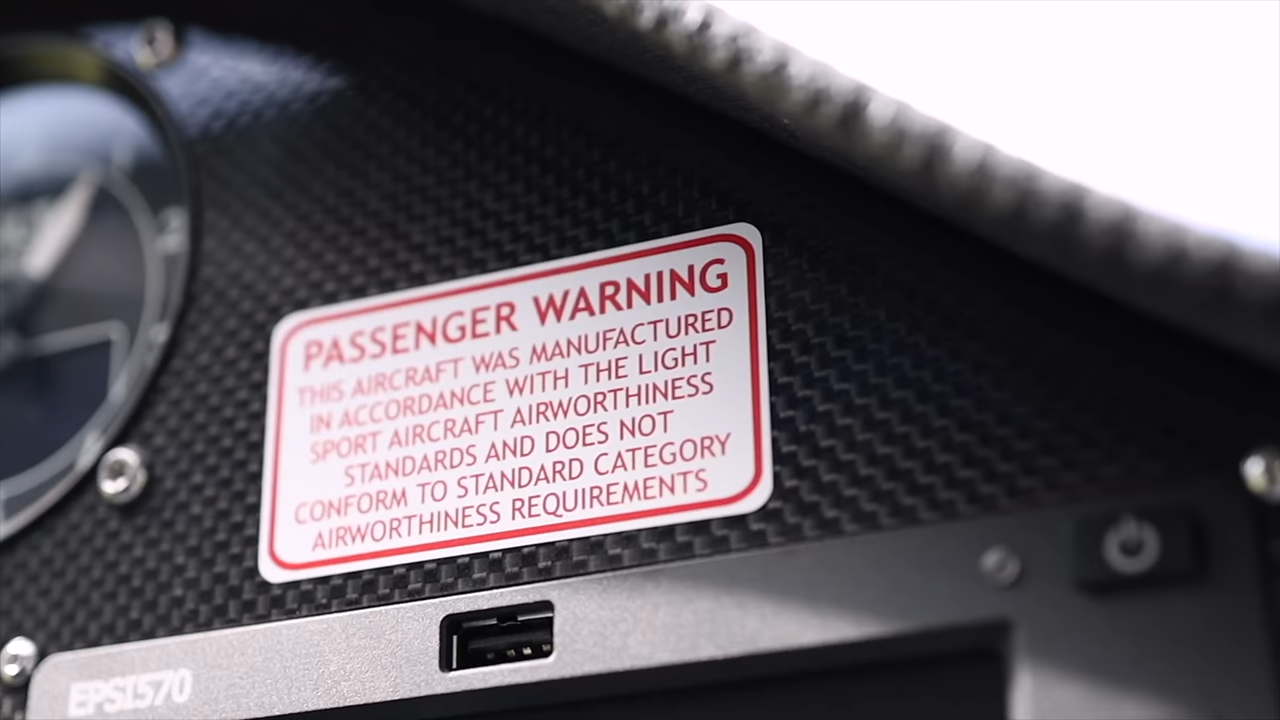 PASSENGER WARNING
THIS AIRCRAFT WAS MANUFACTURED
IN ACCORDANCE WITH THE LIGHT
SPORT AIRCRAFT AIRWORTHINESS
STANDARDS AND DOES NOT
CONFORM TO STANDARD CATEGORY
AIRWORTHINESS REQUIREMENTS
EPSI570